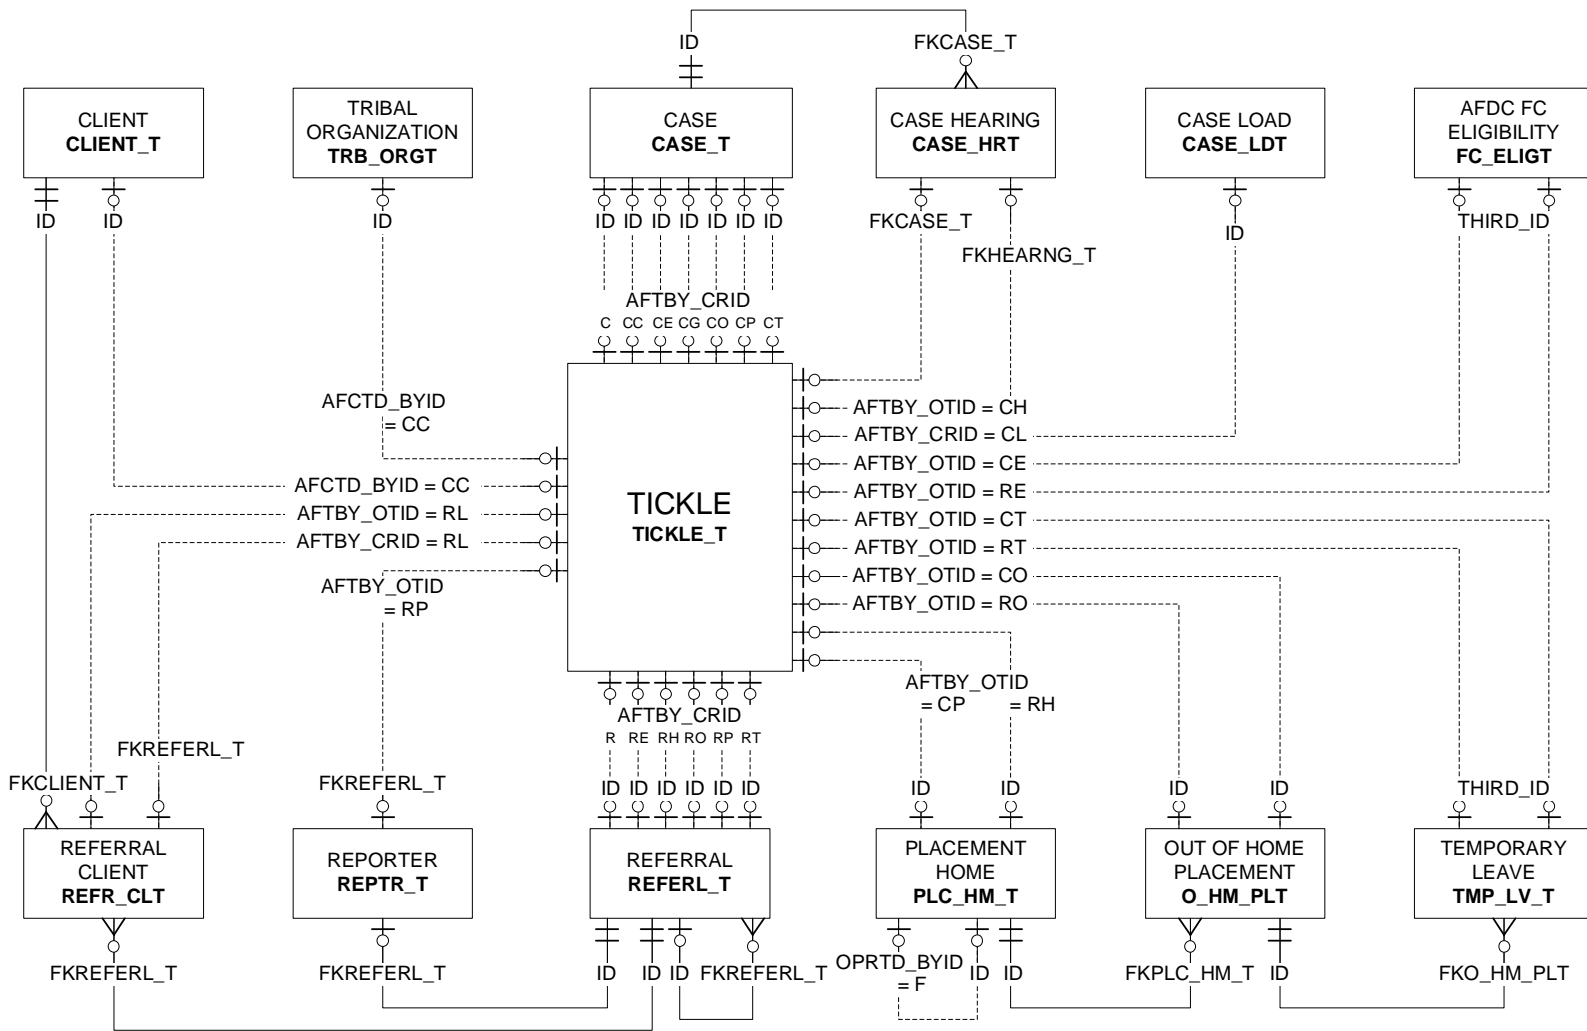 ID
FKCASE_T
CLIENT
CLIENT_T
TRIBAL
ORGANIZATION
TRB_ORGT
CASE
CASE_T
CASE HEARING
CASE_HRT
CASE LOAD
CASE_LDT
AFDC FC
ELIGIBILITY
FC_ELIGT
ID ID ID ID ID ID ID ID ID ID FKCASE_T ID THIRD_ID
FKHEARNG_T
AFTBY_CRID
C CC CE CG CO CP CT
AFCTD_BYID
= CC
AFCTD_BYID = CC
AFTBY_OTID = RL
AFTBY_CRID = RL
AFTBY_OTID
= RP
TICKLE
TICKLE_T
AFTBY_OTID = CH
AFTBY_CRID = CL
AFTBY_OTID = CE
AFTBY_OTID = RE
AFTBY_OTID = CT
AFTBY_OTID = RT
AFTBY_OTID = CO
AFTBY_OTID = RO
AFTBY_OTID
= CP = RH
AFTBY_CRID
R RE RH RO RP RT
FKREFERL_T
FKCLIENT_T FKREFERL_T ID ID ID ID ID ID ID ID ID ID THIRD_ID
REFERRAL
CLIENT
REFR_CLT
REPORTER
REPTR_T
REFERRAL
REFERL_T
PLACEMENT
HOME
PLC_HM_T
OUT OF HOME
PLACEMENT
O_HM_PLT
TEMPORARY
LEAVE
TMP_LV_T
FKREFERL_T FKREFERL_T ID ID ID FKREFERL_T
OPRTD_BYID
= F
ID ID FKPLC_HM_T ID FKO_HM_PLT